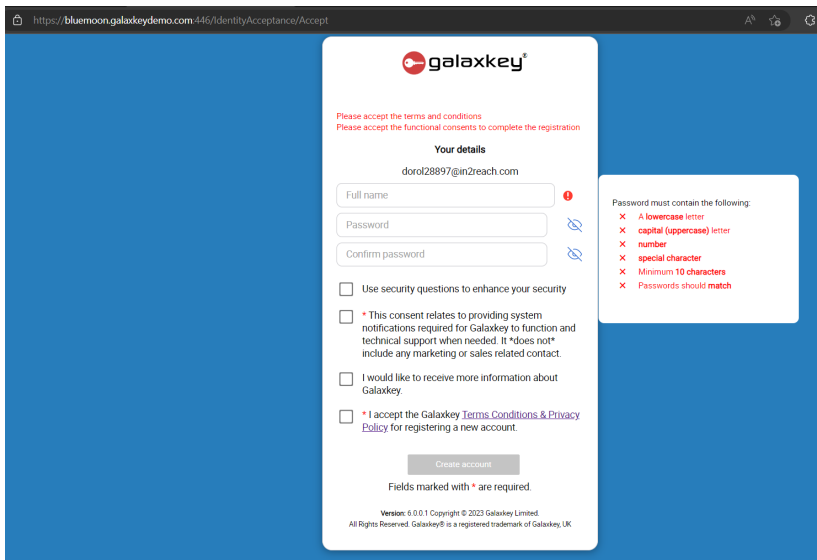 https://bluemoon.galaxkeydemo.com:446/IdentityAcceptance/Accept
galaxkey®
Please accept the terms and conditions
Please accept the functional consents to complete the registration
Your details
dorol28897@in2reach.com
Full name
Password
Confirm password
Use security questions to enhance your security
* This consent relates to providing system
notifications required for Galaxkey to function and
technical support when needed. It *does not*
include any marketing or sales related contact.
I would like to receive more information about
Galaxkey.
* I accept the Galaxkey Terms Conditions & Privacy
Policy for registering a new account.
Create account
Fields marked with * are required.
Version: 6.0.0.1 Copyright © 2023 Galaxkey Limited.
All Rights Reserved. Galaxkey® is a registered trademark of Galaxkey, UK
Password must contain the following:
A lowercase letter
capital (uppercase) letter
number
special character
Minimum 10 characters
Passwords should match